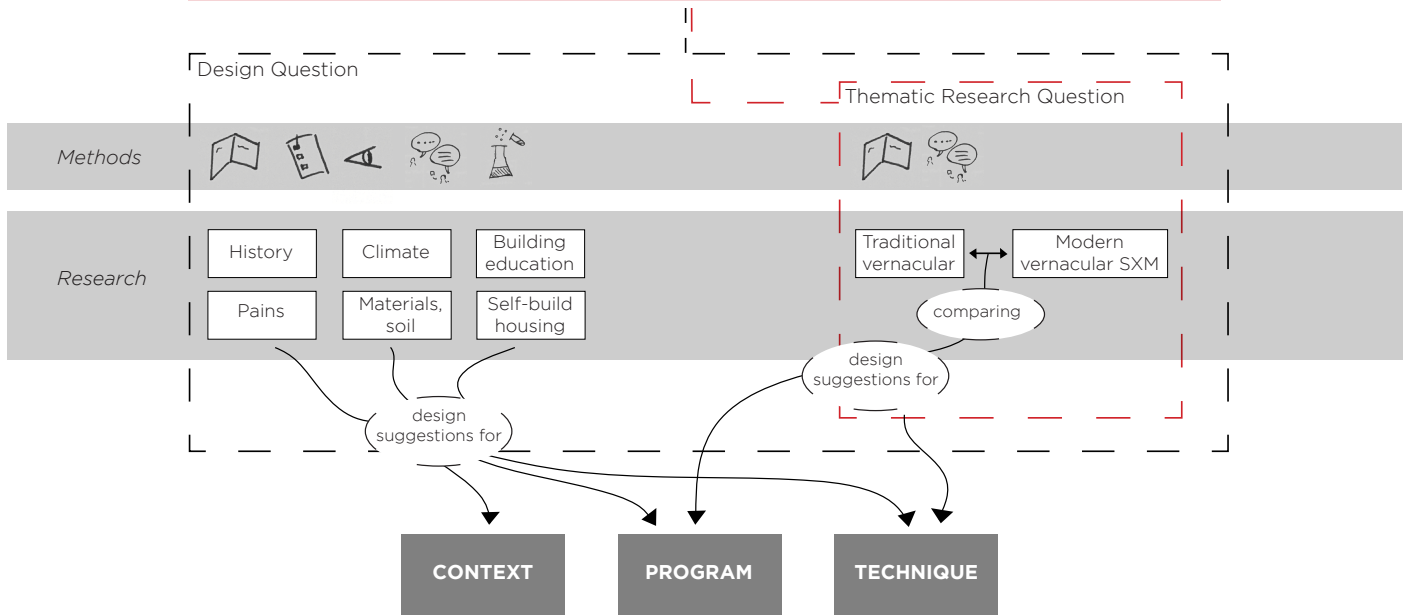 Design Question
Thematic Research Question
Methods
Research
History
Climate
Building
education
Pains
Materials,
soil
Self-build
housing
Traditional
vernacular
Modern
vernacular SXM
comparing
design
suggestions for
design
suggestions for
CONTEXT
PROGRAM
TECHNIQUE